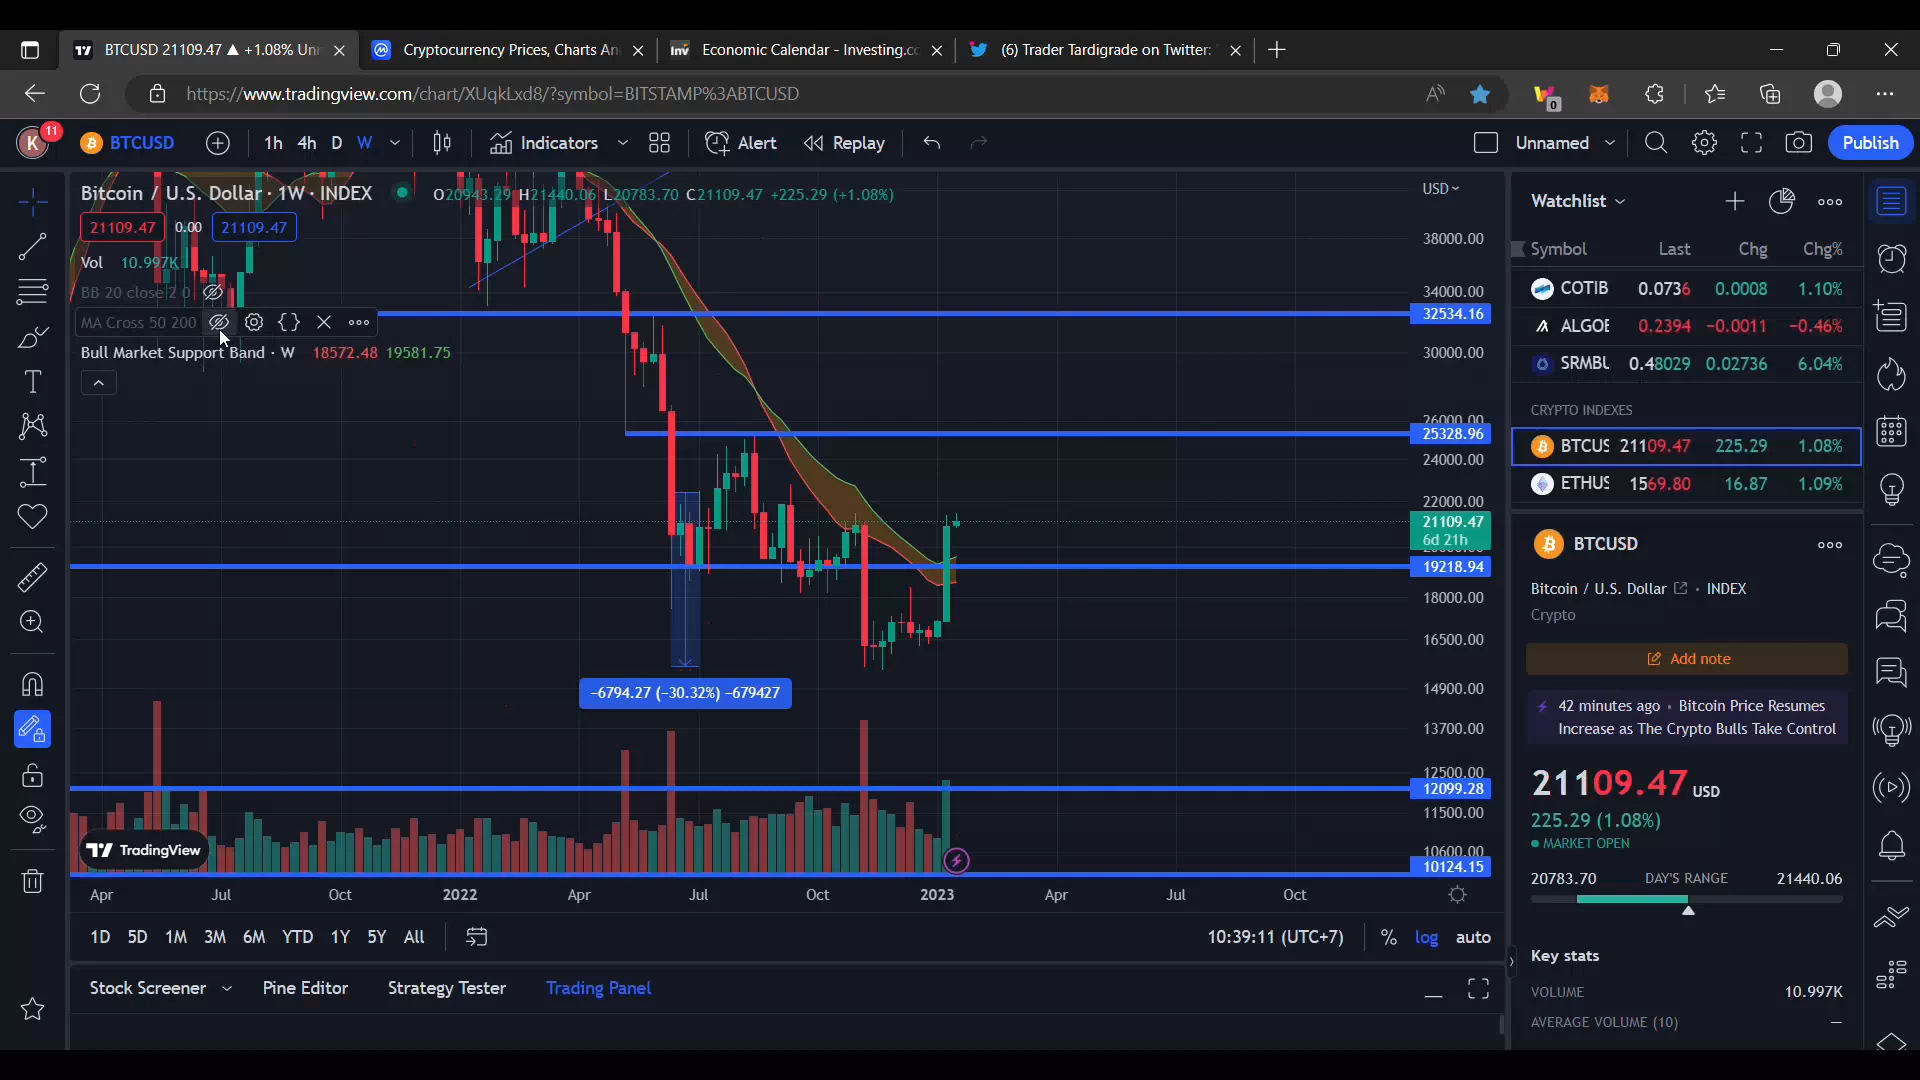 BTCUSD 21109.47 ▲ +1.08% Un
Cryptocurrency Prices, Charts An
Economic Calendar - Investing.cc
(6) Trader Tardigrade on Twitter:
https://www.tradingview.com/chart/XUqkLxd8/?symbol=BITSTAMP%3ABTCUSD
0
K 11 BTCUSD 1h 4h D W Indicators Alert Replay Unnamed Publish
Bitcoin / U.S. Dollar · 1W · INDEX O20943.29 H21440.06 L20783.70 C21109.47 +225.29 (+1.08%)
21109.47 0.00 21109.47
Vol 10.997K
BB 20 close 2 0
MA Cross 50 200
Bull Market Support Band · W 18572.48 19581.75
USD
38000.00
34000.00
32534.16
30000.00
26000.00
25328.96
24000.00
22000.00
21109.47
6d 21h
19218.94
18000.00
16500.00
14900.00
13700.00
12500.00
12099.28
11500.00
10600.00
10124.15
-6794.27 (-30.32%) -679427
TradingView
Apr Jul Oct 2022 Apr Jul Oct 2023 Apr Jul Oct
1D 5D 1M 3M 6M YTD 1Y 5Y All 10:39:11 (UTC+7) % log auto
Stock Screener Pine Editor Strategy Tester Trading Panel
Watchlist
Symbol Last Chg Chg%
COTIB 0.0736 0.0008 1.10%
ALGOE 0.2394 -0.0011 -0.46%
SRMBL 0.48029 0.02736 6.04%
CRYPTO INDEXES
BTCUS 21109.47 225.29 1.08%
ETHUS 1569.80 16.87 1.09%
BTCUSD
Bitcoin / U.S. Dollar · INDEX
Crypto
Add note
42 minutes ago · Bitcoin Price Resumes
Increase as The Crypto Bulls Take Control
21109.47 USD
225.29 (1.08%)
MARKET OPEN
20783.70 DAY'S RANGE 21440.06
Key stats
VOLUME 10.997K
AVERAGE VOLUME (10) —